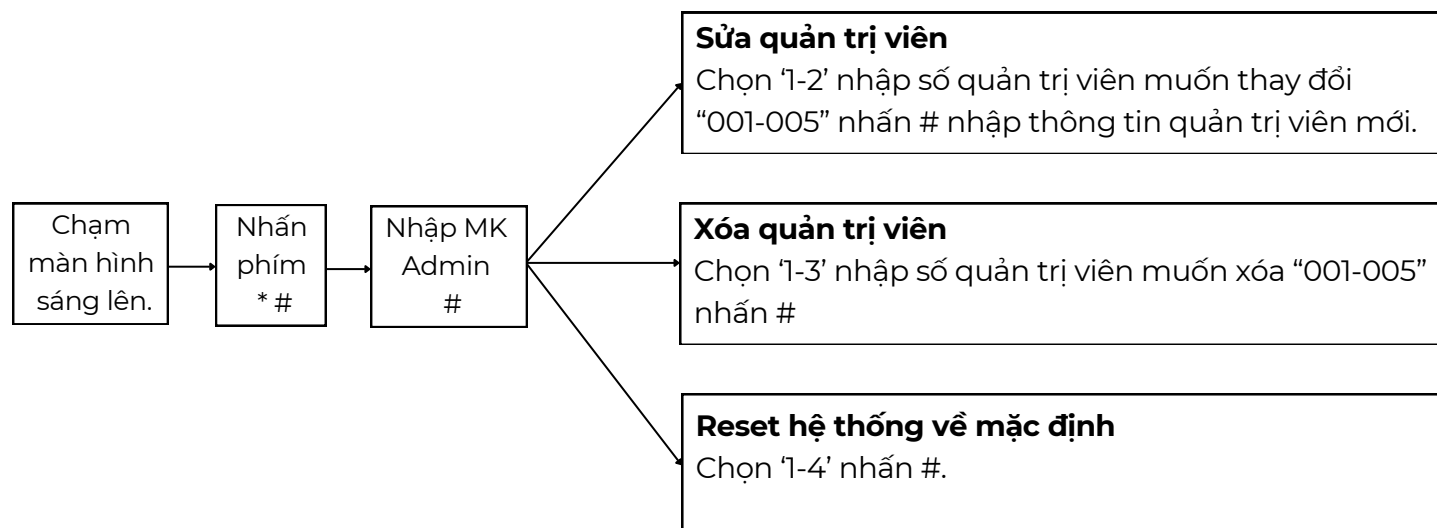 Chạm
màn hình
sáng lên.
Nhấn
phím
* #
Nhập MK
Admin
#
Sửa quản trị viên
Chọn ‘1-2’ nhập số quản trị viên muốn thay đổi
“001-005” nhấn # nhập thông tin quản trị viên mới.
Xóa quản trị viên
Chọn ‘1-3’ nhập số quản trị viên muốn xóa “001-005”
nhấn #
Reset hệ thống về mặc định
Chọn ‘1-4’ nhấn #.